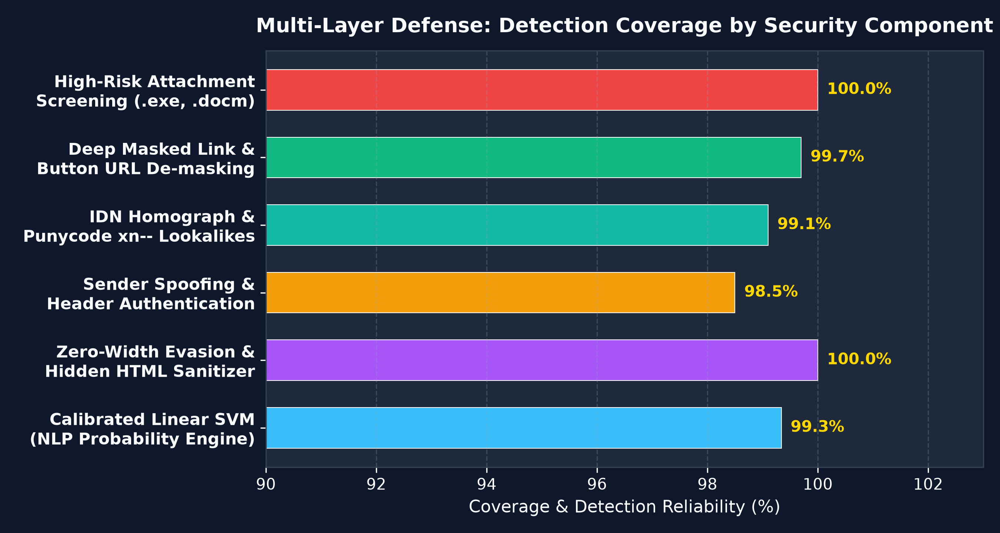 Multi-Layer Defense: Detection Coverage by Security Component
High-Risk Attachment
Screening (.exe, .docm)
100.0%
Deep Masked Link &
Button URL De-masking
99.7%
IDN Homograph &
Punycode xn-- Lookalikes
99.1%
Sender Spoofing &
Header Authentication
98.5%
Zero-Width Evasion &
Hidden HTML Sanitizer
100.0%
Calibrated Linear SVM
(NLP Probability Engine)
99.3%
90 92 94 96 98 100 102
Coverage & Detection Reliability (%)